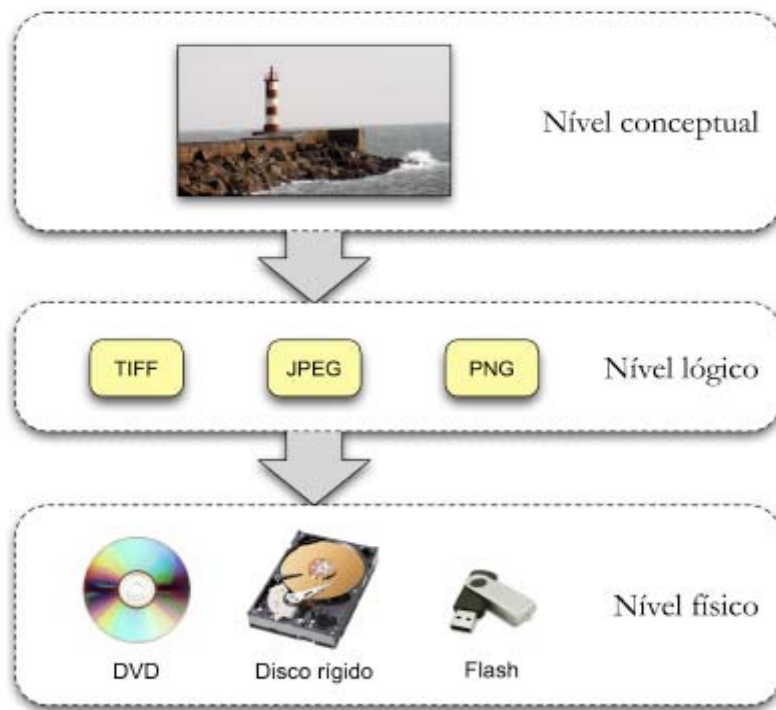 Nível conceptual
TIFF
JPEG
PNG
Nível lógico
Nível físico
DVD
Disco rígido
Flash